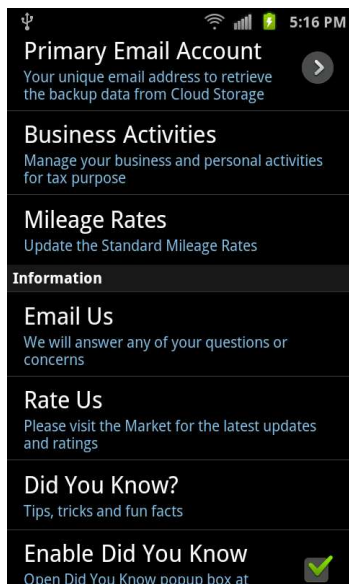 5:16 PM
Primary Email Account
Your unique email address to retrieve
the backup data from Cloud Storage
Business Activities
Manage your business and personal activities
for tax purpose
Mileage Rates
Update the Standard Mileage Rates
Information
Email Us
We will answer any of your questions or
concerns
Rate Us
Please visit the Market for the latest updates
and ratings
Did You Know?
Tips, tricks and fun facts
Enable Did You Know
Open Did You Know popup box at